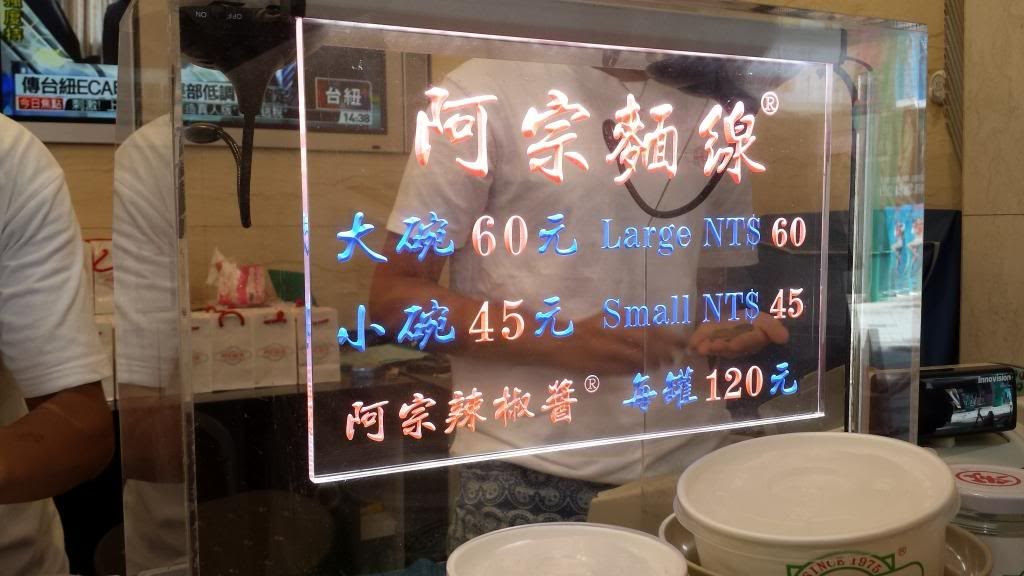 ON OFF
傳台紐ECA
部低調
台紐
今日焦點
14:38
阿宗麵線®
大碗 60元 Large NT$ 60
小碗 45元 Small NT$ 45
阿宗辣椒醬® 每罐120元
Innovision
SINCE 1975
®